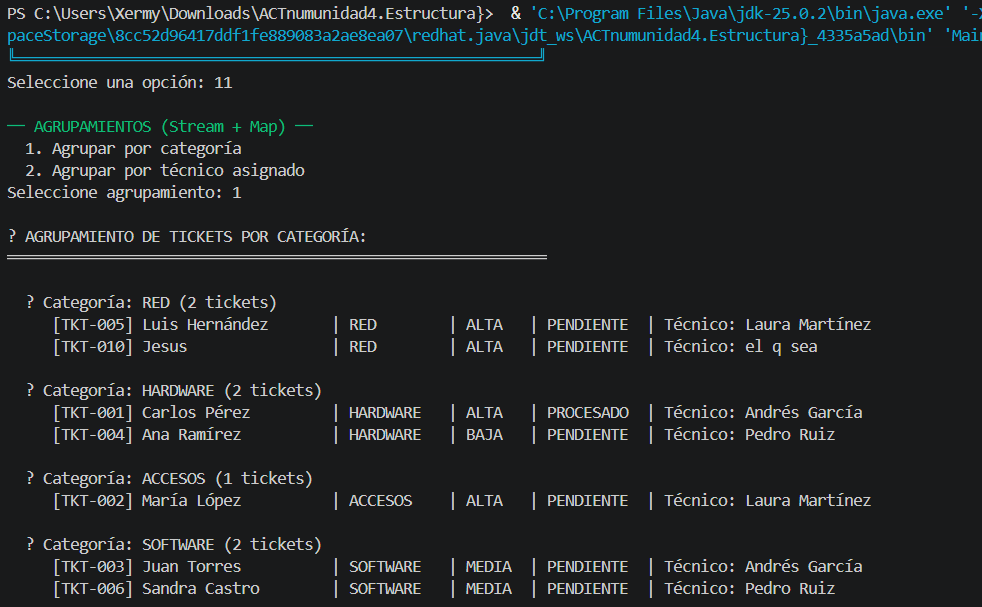 PS C:\Users\Xermy\Downloads\ACTnumunidad4.Estructura}>  & 'C:\Program Files\Java\jdk-25.0.2\bin\java.exe' '-X
paceStorage\8cc52d96417ddf1fe889083a2ae8ea07\redhat.java\jdt_ws\ACTnumunidad4.Estructura}_4335a5ad\bin' 'Main
Seleccione una opción: 11
── AGRUPAMIENTOS (Stream + Map) ──
1. Agrupar por categoría
2. Agrupar por técnico asignado
Seleccione agrupamiento: 1
? AGRUPAMIENTO DE TICKETS POR CATEGORÍA:
? Categoría: RED (2 tickets)
[TKT-005] Luis Hernández | RED | ALTA | PENDIENTE | Técnico: Laura Martínez
[TKT-010] Jesus | RED | ALTA | PENDIENTE | Técnico: el q sea
? Categoría: HARDWARE (2 tickets)
[TKT-001] Carlos Pérez | HARDWARE | ALTA | PROCESADO | Técnico: Andrés García
[TKT-004] Ana Ramírez | HARDWARE | BAJA | PENDIENTE | Técnico: Pedro Ruiz
? Categoría: ACCESOS (1 tickets)
[TKT-002] María López | ACCESOS | ALTA | PENDIENTE | Técnico: Laura Martínez
? Categoría: SOFTWARE (2 tickets)
[TKT-003] Juan Torres | SOFTWARE | MEDIA | PENDIENTE | Técnico: Andrés García
[TKT-006] Sandra Castro | SOFTWARE | MEDIA | PENDIENTE | Técnico: Pedro Ruiz